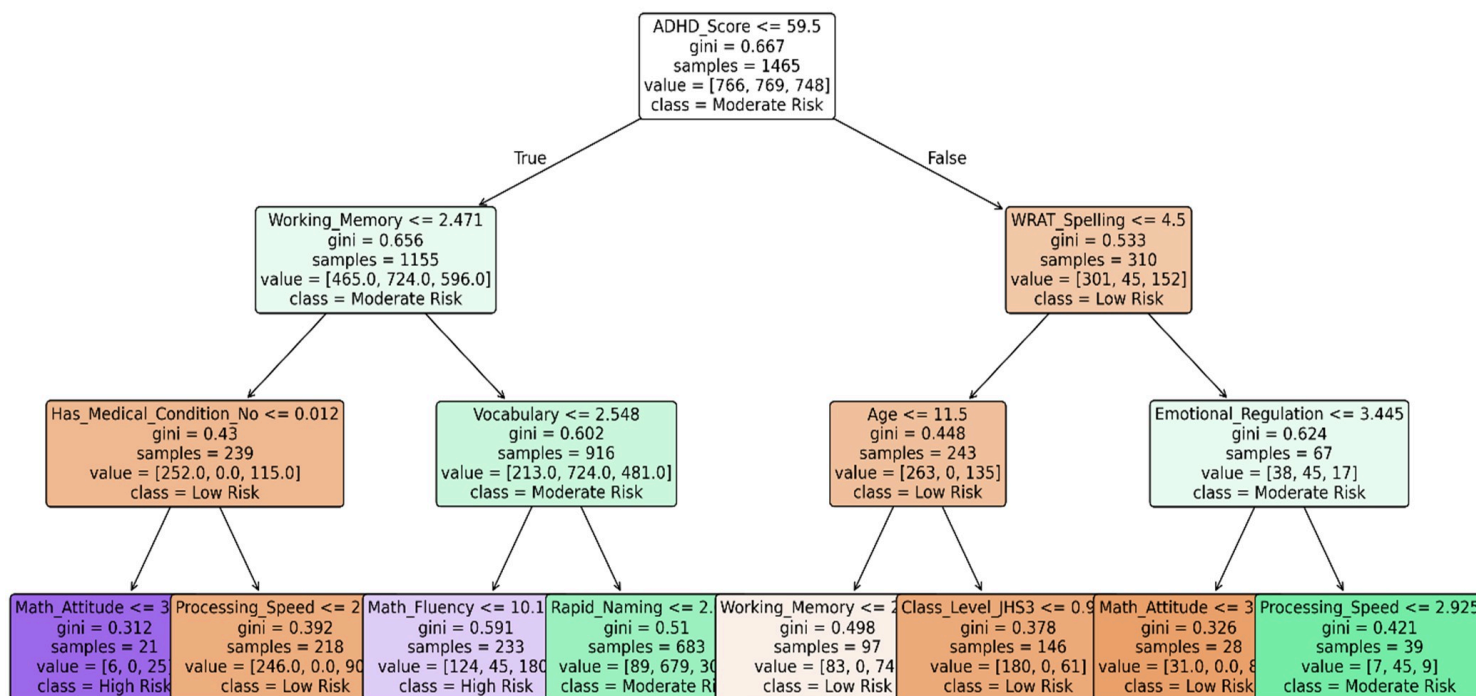 ADHD_Score <= 59.5
gini = 0.667
samples = 1465
value = [766, 769, 748]
class = Moderate Risk
True
False
Working_Memory <= 2.471
gini = 0.656
samples = 1155
value = [465.0, 724.0, 596.0]
class = Moderate Risk
WRAT_Spelling <= 4.5
gini = 0.533
samples = 310
value = [301, 45, 152]
class = Low Risk
Has_Medical_Condition_No <= 0.012
gini = 0.43
samples = 239
value = [252.0, 0.0, 115.0]
class = Low Risk
Vocabulary <= 2.548
gini = 0.602
samples = 916
value = [213.0, 724.0, 481.0]
class = Moderate Risk
Age <= 11.5
gini = 0.448
samples = 243
value = [263, 0, 135]
class = Low Risk
Emotional_Regulation <= 3.445
gini = 0.624
samples = 67
value = [38, 45, 17]
class = Moderate Risk
Math_Attitude <= 3
gini = 0.312
samples = 21
value = [6, 0, 25]
class = High Risk
Processing_Speed <= 2
gini = 0.392
samples = 218
value = [246.0, 0.0, 90
class = Low Risk
Math_Fluency <= 10.1
gini = 0.591
samples = 233
value = [124, 45, 180
class = High Risk
Rapid_Naming <= 2.
gini = 0.51
samples = 683
value = [89, 679, 30
class = Moderate Ri
Working_Memory <= 2
gini = 0.498
samples = 97
value = [83, 0, 74
class = Low Risk
Class_Level_JHS3 <= 0.9
gini = 0.378
samples = 146
value = [180, 0, 61]
class = Low Risk
Math_Attitude <= 3
gini = 0.326
samples = 28
value = [31.0, 0.0, 8
class = Low Risk
Processing_Speed <= 2.925
gini = 0.421
samples = 39
value = [7, 45, 9]
class = Moderate Risk